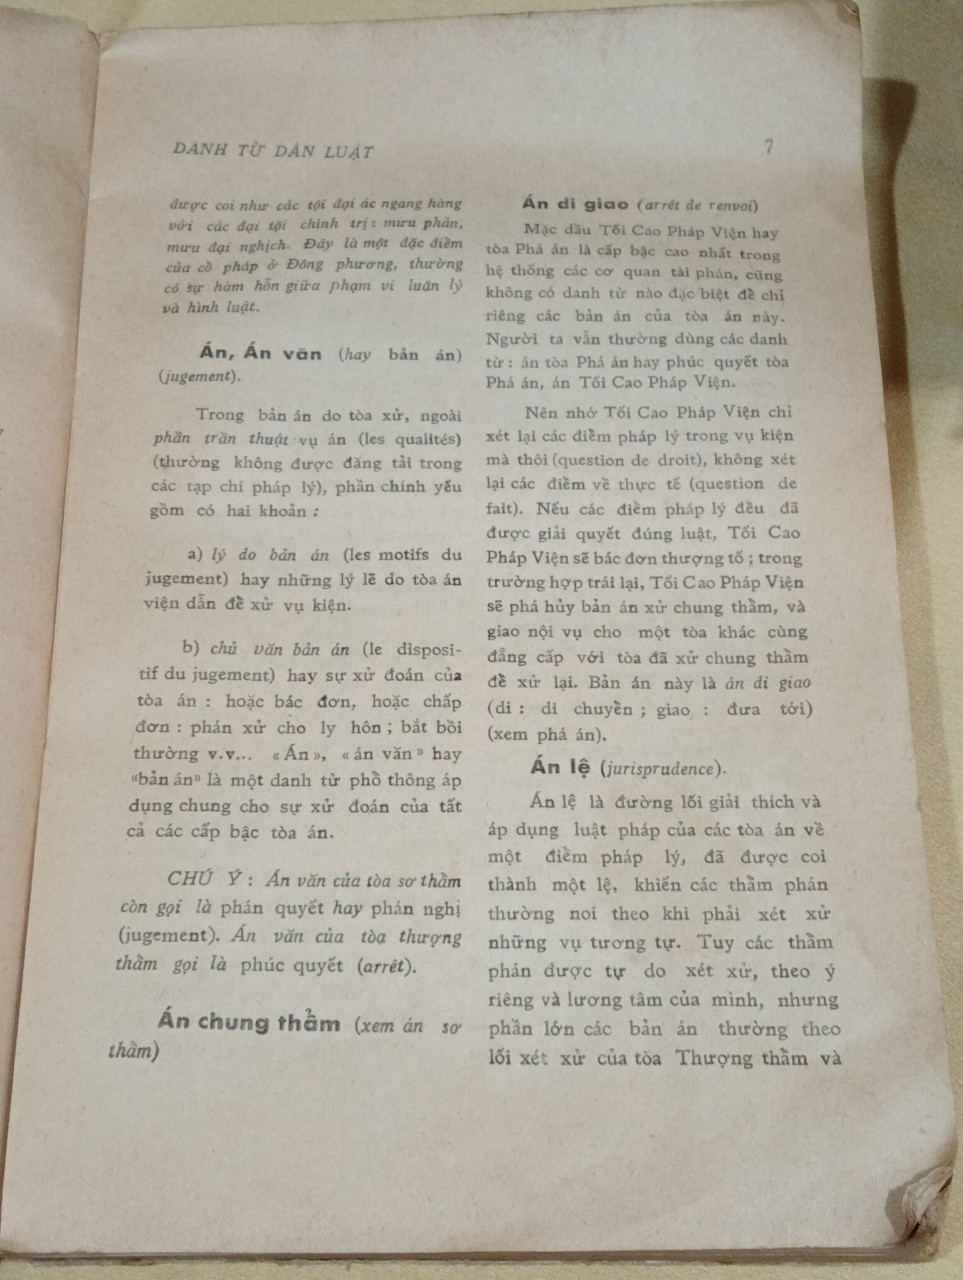 DANH TỪ DÂN LUẬT
7
được coi như các tội đại ác ngang hàng
với các đại tội chính trị : mưu phản,
mưu đại nghịch. Đây là một đặc điểm
của cổ pháp ở Đông phương, thường
có sự hàm hỗn giữa phạm vi luân lý
và hình luật.
Án, Án văn (hay bản án)
(jugement).
Trong bản án do tòa xử, ngoài
phần trần thuật vụ án (les qualités)
(thường không được đăng tải trong
các tạp chí pháp lý), phần chính yếu
gồm có hai khoản :
a) lý do bản án (les motifs du
jugement) hay những lý lẽ do tòa án
viện dẫn để xử vụ kiện.
b) chủ văn bản án (le disposi-
tif du jugement) hay sự xử đoán của
tòa án : hoặc bác đơn, hoặc chấp
đơn : phán xử cho ly hôn ; bắt bồi
thường v.v... «Án», «án văn» hay
«bản án» là một danh từ phổ thông áp
dụng chung cho sự xử đoán của tất
cả các cấp bậc tòa án.
CHÚ Ý : Án văn của tòa sơ thẩm
còn gọi là phán quyết hay phán nghị
(jugement). Án văn của tòa thượng
thẩm gọi là phúc quyết (arrêt).
Án chung thẩm (xem án sơ
thẩm)
Án di giao (arrêt de renvoi)
Mặc dầu Tối Cao Pháp Viện hay
tòa Phá án là cấp bậc cao nhất trong
hệ thống các cơ quan tài phán, cũng
không có danh từ nào đặc biệt để chỉ
riêng các bản án của tòa án này.
Người ta vẫn thường dùng các danh
từ : án tòa Phá án hay phúc quyết tòa
Phá án, án Tối Cao Pháp Viện.
Nên nhớ Tối Cao Pháp Viện chỉ
xét lại các điểm pháp lý trong vụ kiện
mà thôi (question de droit), không xét
lại các điểm về thực tế (question de
fait). Nếu các điểm pháp lý đều đã
được giải quyết đúng luật, Tối Cao
Pháp Viện sẽ bác đơn thượng tố ; trong
trường hợp trái lại, Tối Cao Pháp Viện
sẽ phá hủy bản án xử chung thẩm, và
giao nội vụ cho một tòa khác cùng
đẳng cấp với tòa đã xử chung thẩm
để xử lại. Bản án này là án di giao
(di : di chuyển ; giao : đưa tới)
(xem phá án).
Án lệ (jurisprudence).
Án lệ là đường lối giải thích và
áp dụng luật pháp của các tòa án về
một điểm pháp lý, đã được coi
thành một lệ, khiến các thẩm phán
thường noi theo khi phải xét xử
những vụ tương tự. Tuy các thẩm
phán được tự do xét xử, theo ý
riêng và lương tâm của mình, nhưng
phần lớn các bản án thường theo
lối xét xử của tòa Thượng thẩm và